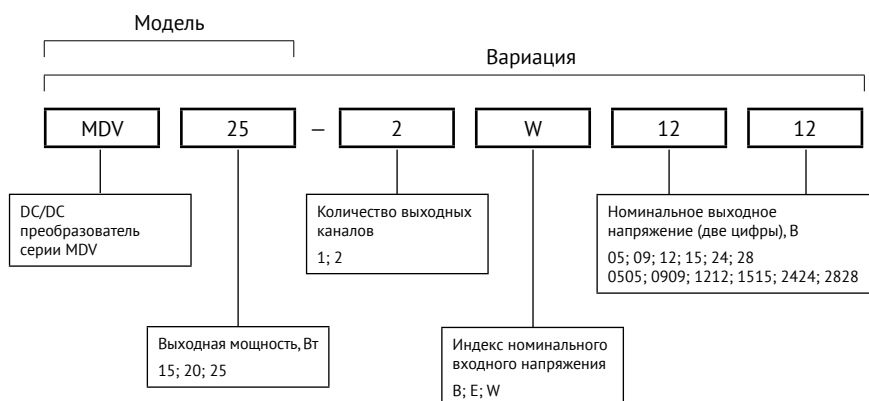 Модель
Вариация
MDV 25 – 2 W 12 12
DC/DC
преобразователь
серии MDV
Количество выходных
каналов
1; 2
Номинальное выходное
напряжение (две цифры), В
05; 09; 12; 15; 24; 28
0505; 0909; 1212; 1515; 2424; 2828
Выходная мощность, Вт
15; 20; 25
Индекс номинального
входного напряжения
B; E; W